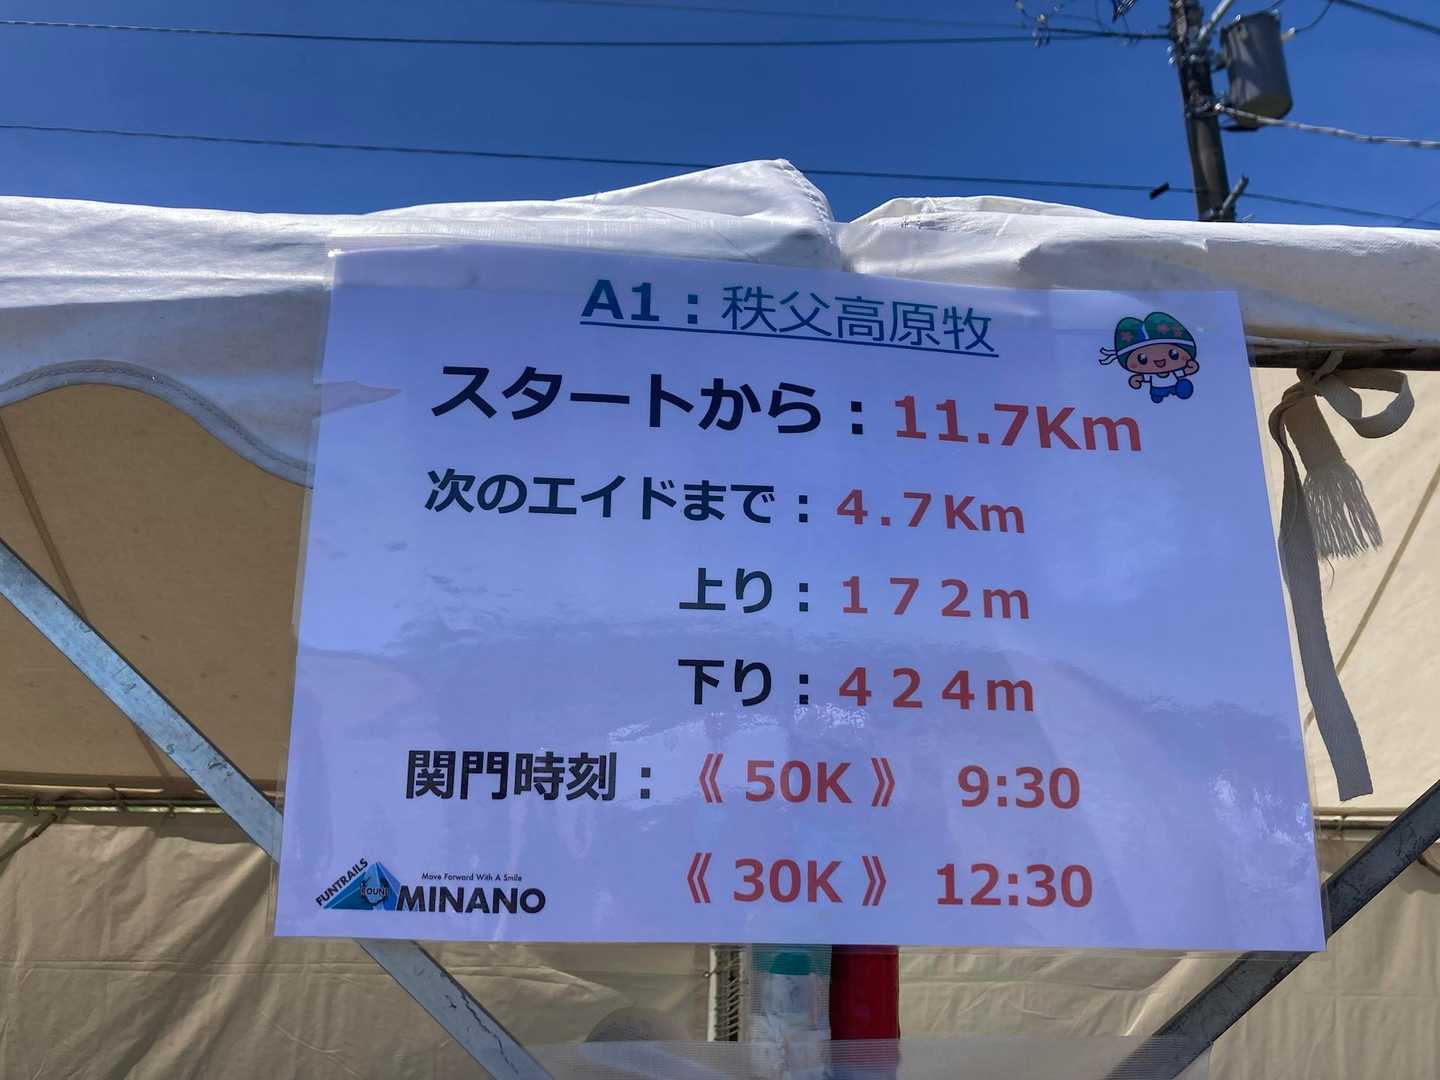 A1：秩父高原牧
スタートから：11.7Km
次のエイドまで：４.７Km
上り：１７２m
下り：４２４m
関門時刻：《 50K 》 9:30
《 30K 》 12:30
FUNTRAILS
ROUND
Move Forward With A Smile
MINANO